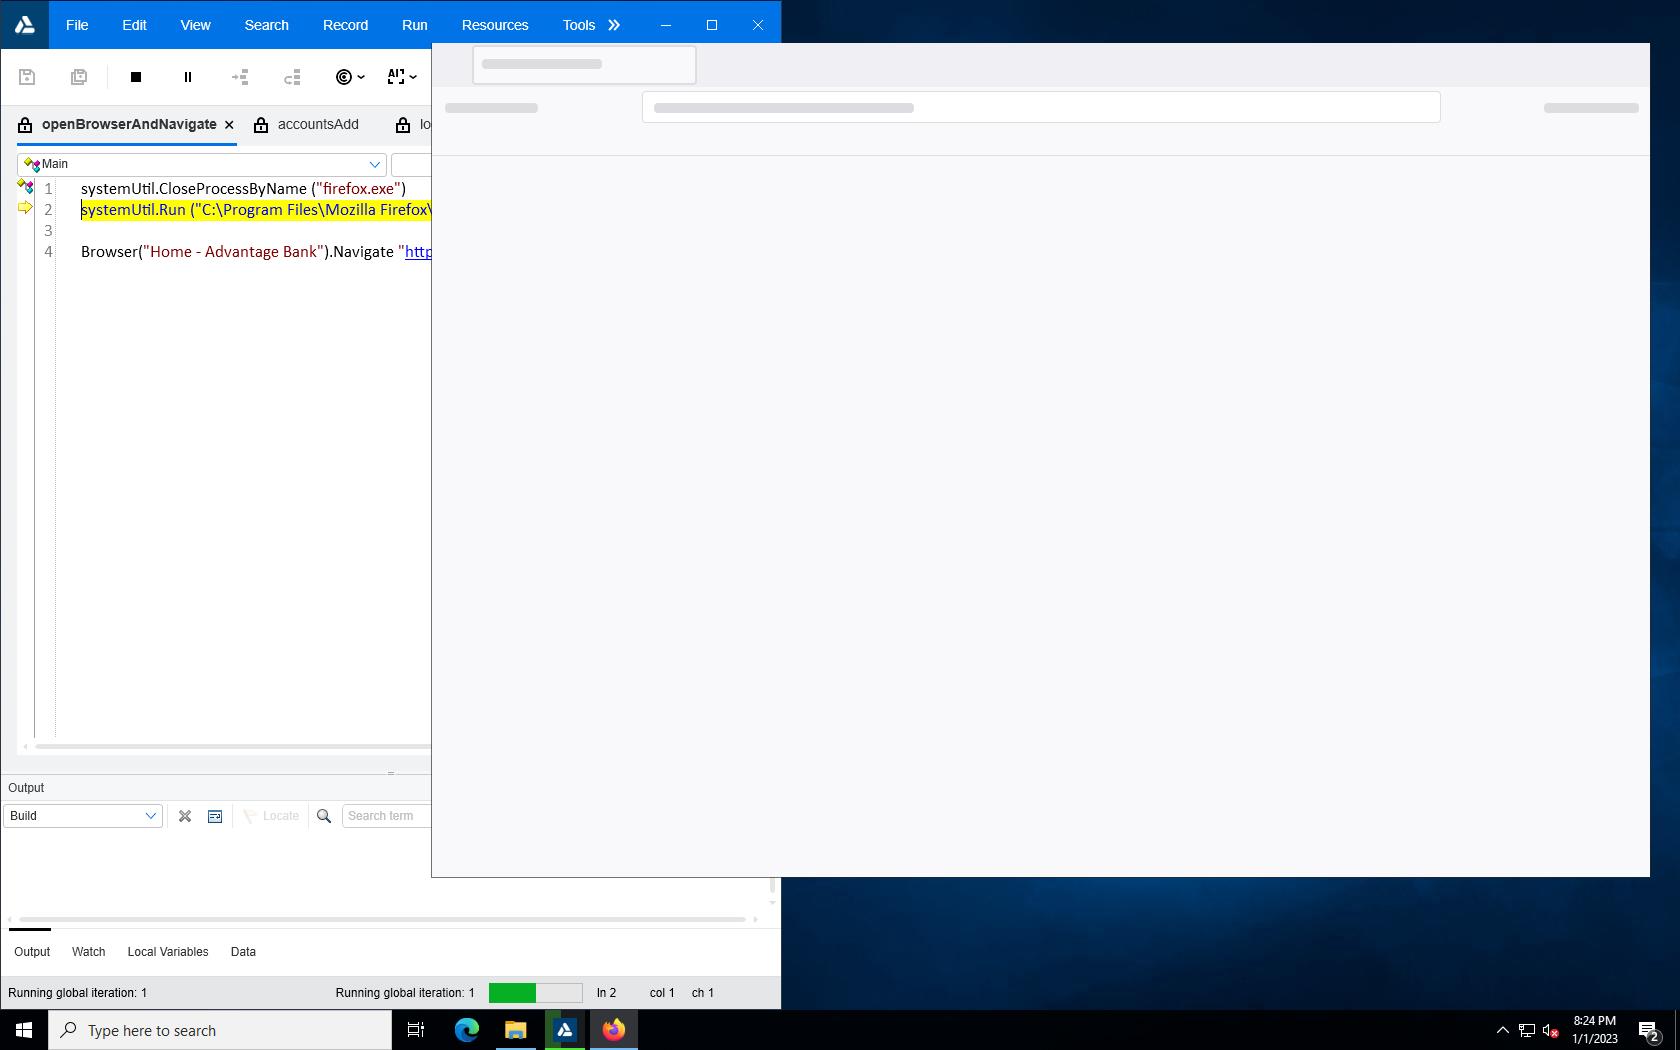 File Edit View Search Record Run Resources Tools
openBrowserAndNavigate accountsAdd
Main
1 systemUtil.CloseProcessByName ("firefox.exe")
2 systemUtil.Run ("C:\Program Files\Mozilla Firefox\
3
4 Browser("Home - Advantage Bank").Navigate "http
Output
Build Locate Search term
Output Watch Local Variables Data
Running global iteration: 1 Running global iteration: 1 ln 2 col 1 ch 1
Type here to search
8:24 PM
1/1/2023
2